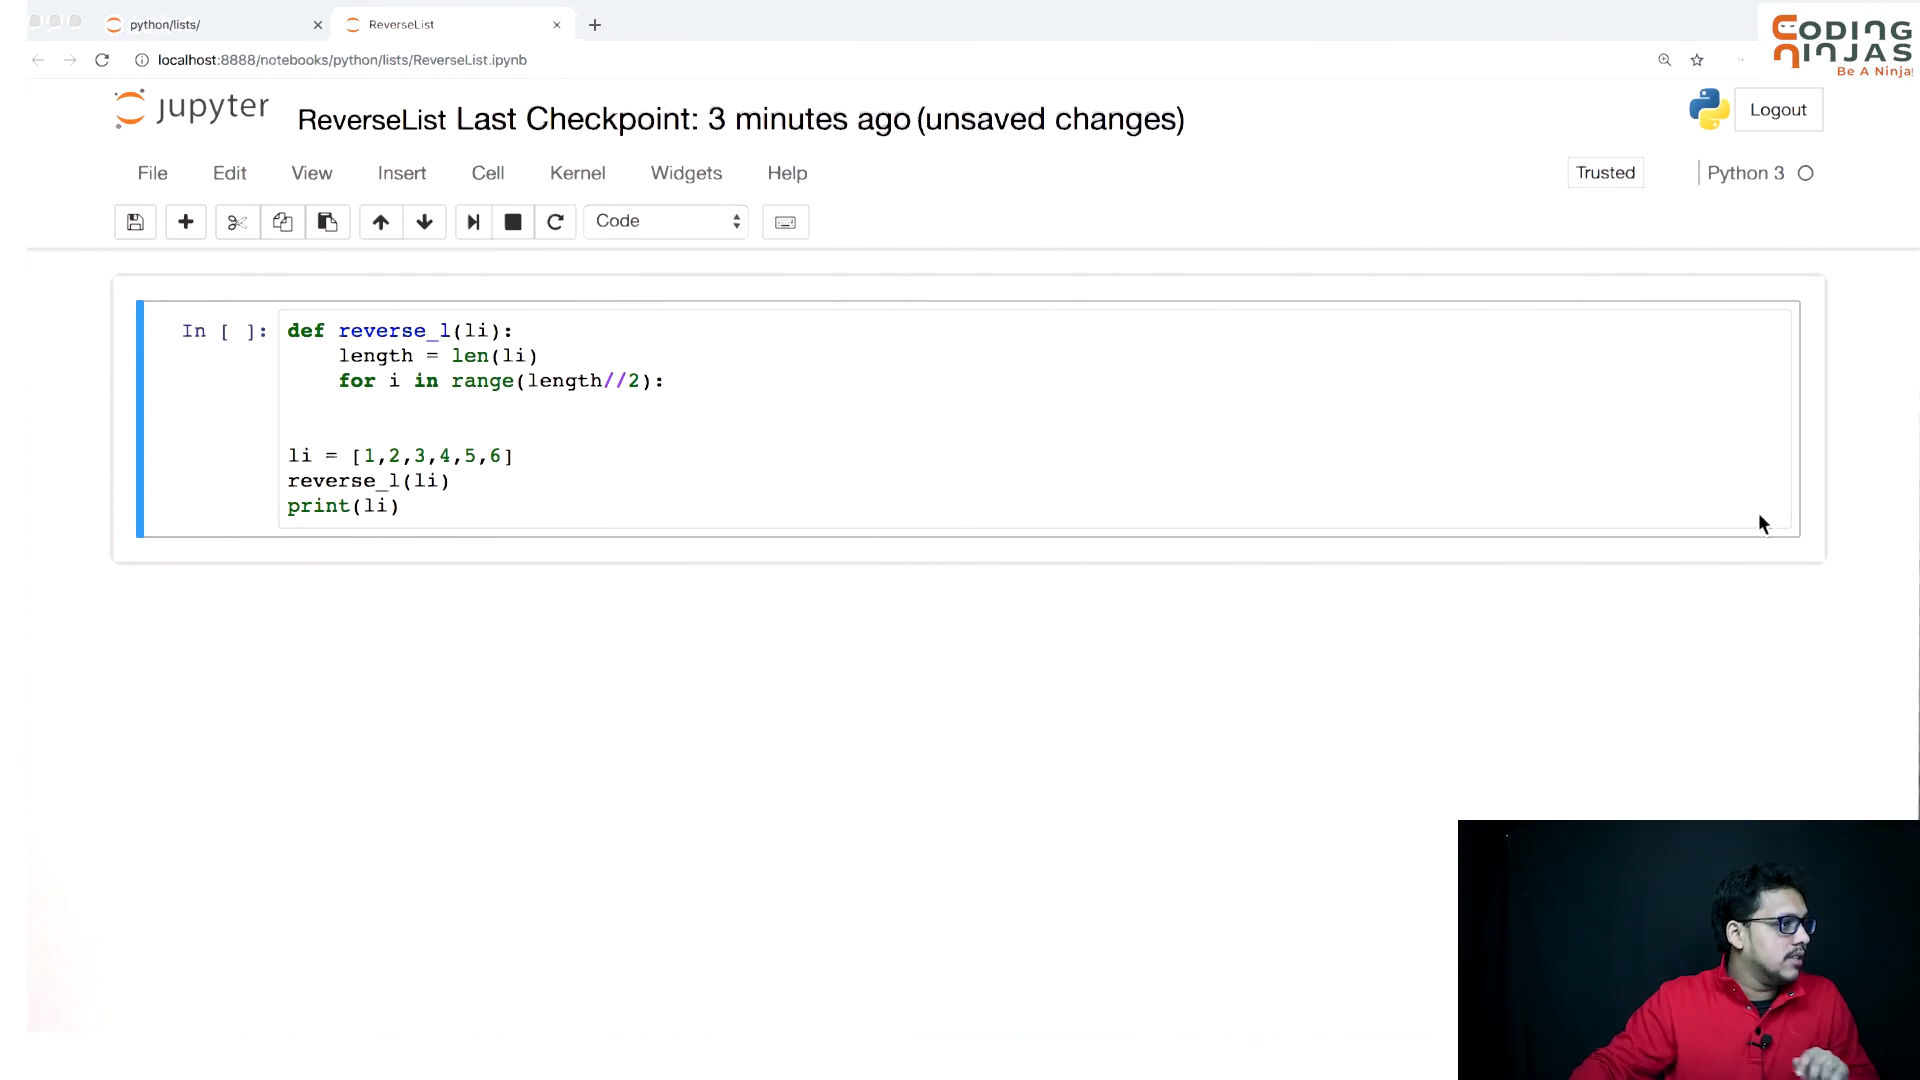 python/lists/
ReverseList
localhost:8888/notebooks/python/lists/ReverseList.ipynb
CODING
NINJAS
Be A Ninja!
jupyter
ReverseList Last Checkpoint: 3 minutes ago (unsaved changes)
Logout
File Edit View Insert Cell Kernel Widgets Help
Trusted
Python 3
Code
In [ ]:
def reverse_l(li):
    length = len(li)
    for i in range(length//2):
li = [1,2,3,4,5,6]
reverse_l(li)
print(li)